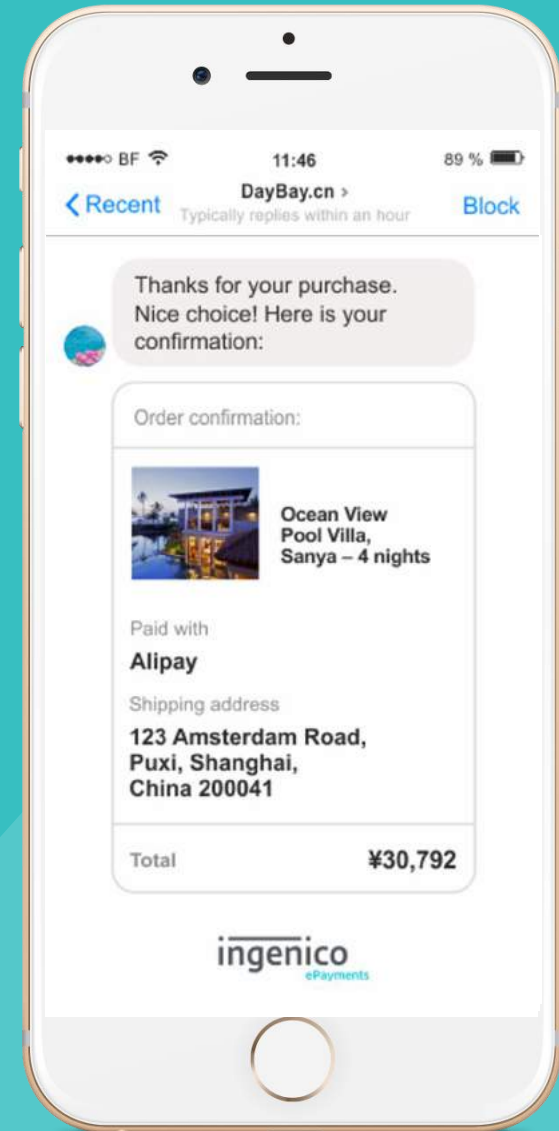 BF 11:46 89 %
Recent DayBay.cn > Block
Typically replies within an hour
Thanks for your purchase.
Nice choice! Here is your
confirmation:
Order confirmation:
Ocean View
Pool Villa,
Sanya – 4 nights
Paid with
Alipay
Shipping address
123 Amsterdam Road,
Puxi, Shanghai,
China 200041
Total ¥30,792
ingenico
ePayments